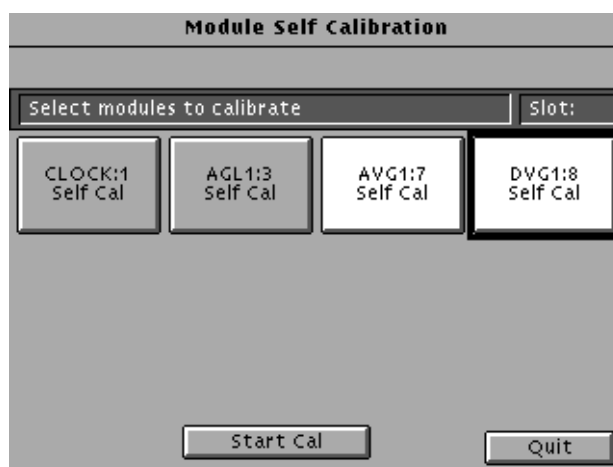 Module Self Calibration
Select modules to calibrate
Slot:
CLOCK:1
Self Cal
AGL1:3
Self Cal
AVG1:7
Self Cal
DVG1:8
Self Cal
Start Cal
Quit